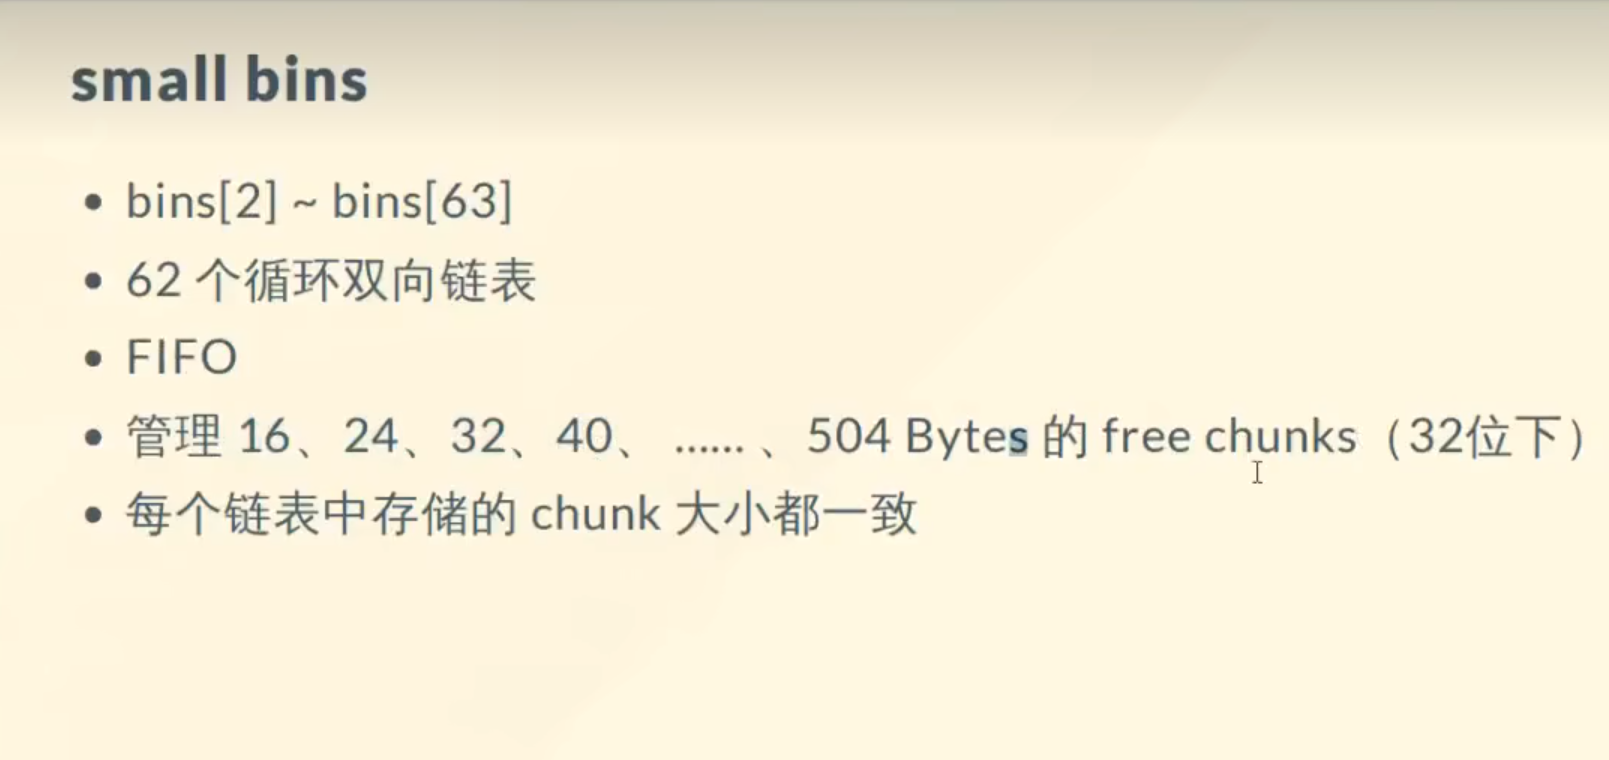 small bins
• bins[2] ~ bins[63]
• 62 个循环双向链表
• FIFO
• 管理 16、24、32、40、 ...... 、504 Bytes 的 free chunks（32位下）
• 每个链表中存储的 chunk 大小都一致